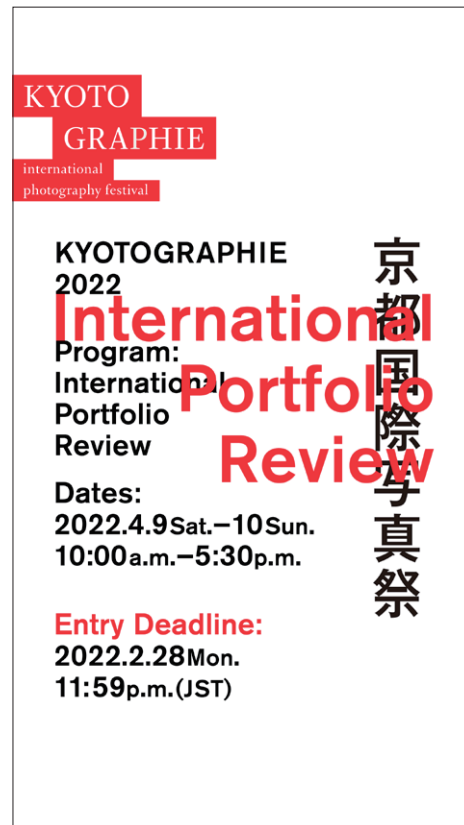 KYOTO
GRAPHIE
international
photography festival
KYOTOGRAPHIE
2022
International
Portfolio
Review
Program:
International
Portfolio
Review
京都国際写真祭
Dates:
2022.4.9Sat.–10Sun.
10:00a.m.–5:30p.m.
Entry Deadline:
2022.2.28Mon.
11:59p.m.(JST)